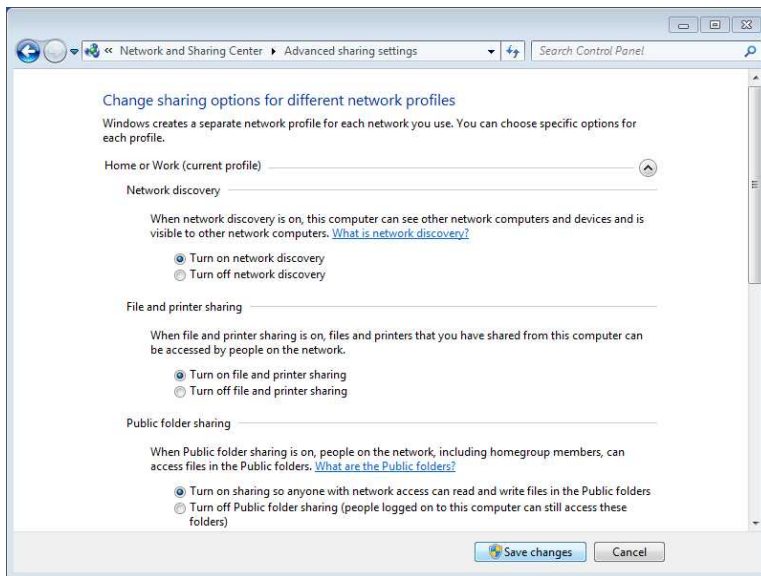 « Network and Sharing Center ▸ Advanced sharing settings
Search Control Panel
Change sharing options for different network profiles
Windows creates a separate network profile for each network you use. You can choose specific options for
each profile.
Home or Work (current profile)
Network discovery
When network discovery is on, this computer can see other network computers and devices and is
visible to other network computers. What is network discovery?
Turn on network discovery
Turn off network discovery
File and printer sharing
When file and printer sharing is on, files and printers that you have shared from this computer can
be accessed by people on the network.
Turn on file and printer sharing
Turn off file and printer sharing
Public folder sharing
When Public folder sharing is on, people on the network, including homegroup members, can
access files in the Public folders. What are the Public folders?
Turn on sharing so anyone with network access can read and write files in the Public folders
Turn off Public folder sharing (people logged on to this computer can still access these
folders)
Save changes
Cancel